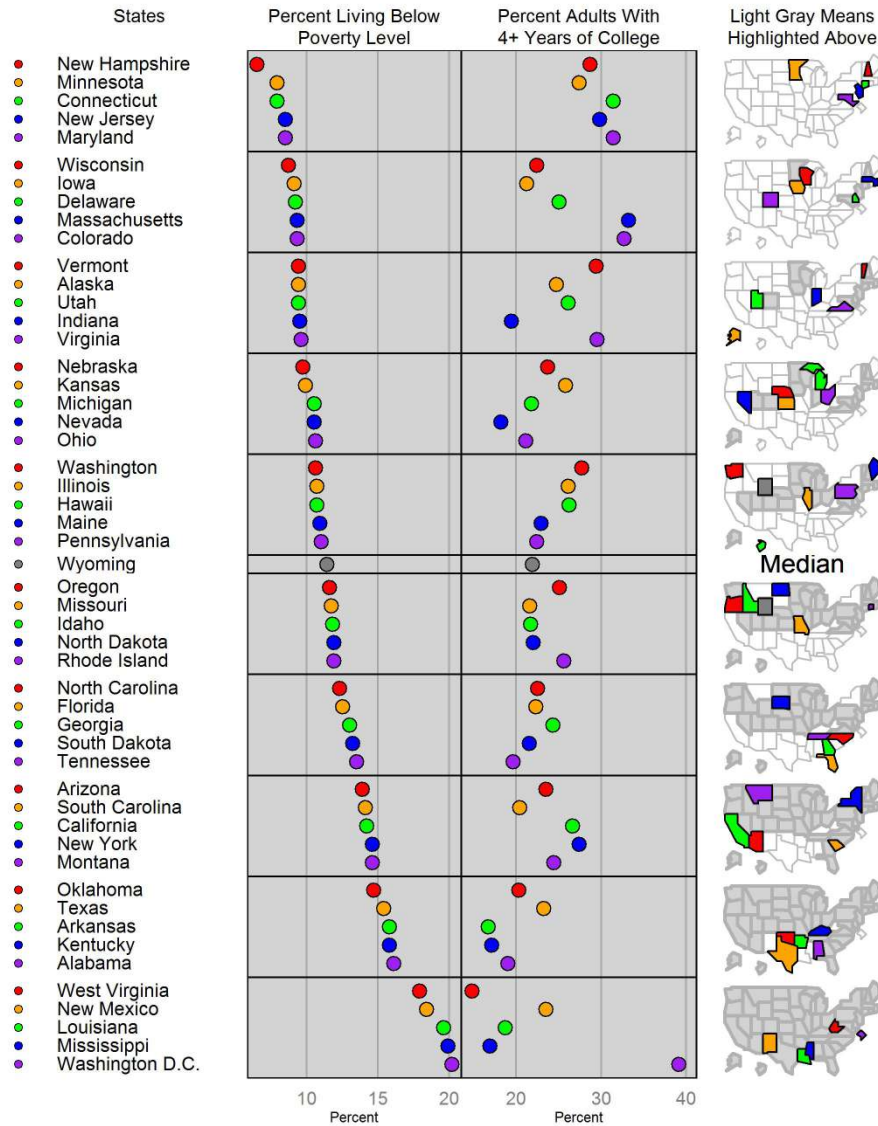 States
Percent Living Below
Poverty Level
Percent Adults With
4+ Years of College
Light Gray Means
Highlighted Above
New Hampshire
Minnesota
Connecticut
New Jersey
Maryland
Wisconsin
Iowa
Delaware
Massachusetts
Colorado
Vermont
Alaska
Utah
Indiana
Virginia
Nebraska
Kansas
Michigan
Nevada
Ohio
Washington
Illinois
Hawaii
Maine
Pennsylvania
Wyoming
Median
Oregon
Missouri
Idaho
North Dakota
Rhode Island
North Carolina
Florida
Georgia
South Dakota
Tennessee
Arizona
South Carolina
California
New York
Montana
Oklahoma
Texas
Arkansas
Kentucky
Alabama
West Virginia
New Mexico
Louisiana
Mississippi
Washington D.C.
10 15 20
Percent
20 30 40
Percent